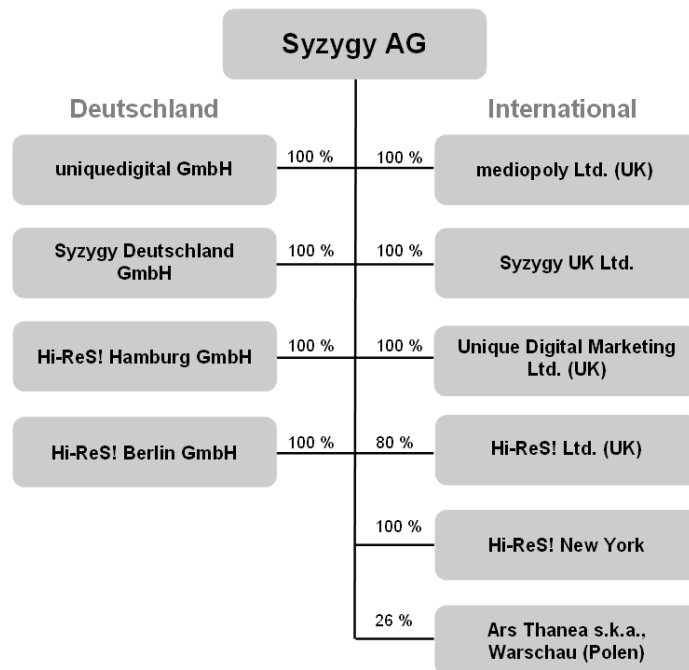 Syzygy AG
Deutschland
International
uniquedigital GmbH
100 %
100 %
mediopoly Ltd. (UK)
Syzygy Deutschland
GmbH
100 %
100 %
Syzygy UK Ltd.
Hi-ReS! Hamburg GmbH
100 %
100 %
Unique Digital Marketing
Ltd. (UK)
Hi-ReS! Berlin GmbH
100 %
80 %
Hi-ReS! Ltd. (UK)
100 %
Hi-ReS! New York
26 %
Ars Thanea s.k.a.,
Warschau (Polen)